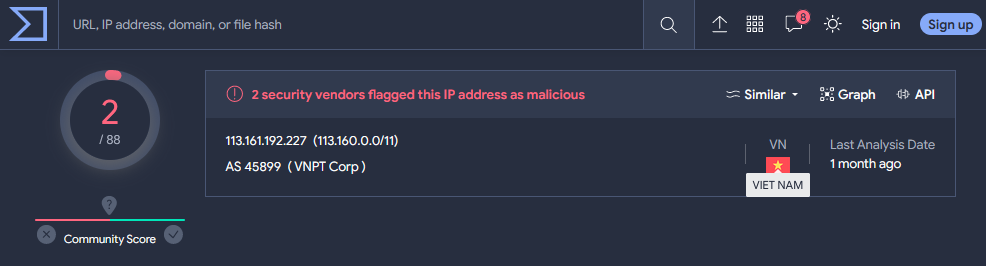 URL, IP address, domain, or file hash
8
Sign in
Sign up
2
/ 88
2 security vendors flagged this IP address as malicious
Similar
Graph
API
113.161.192.227 (113.160.0.0/11)
AS 45899 ( VNPT Corp )
VN
VIET NAM
Last Analysis Date
1 month ago
?
Community Score